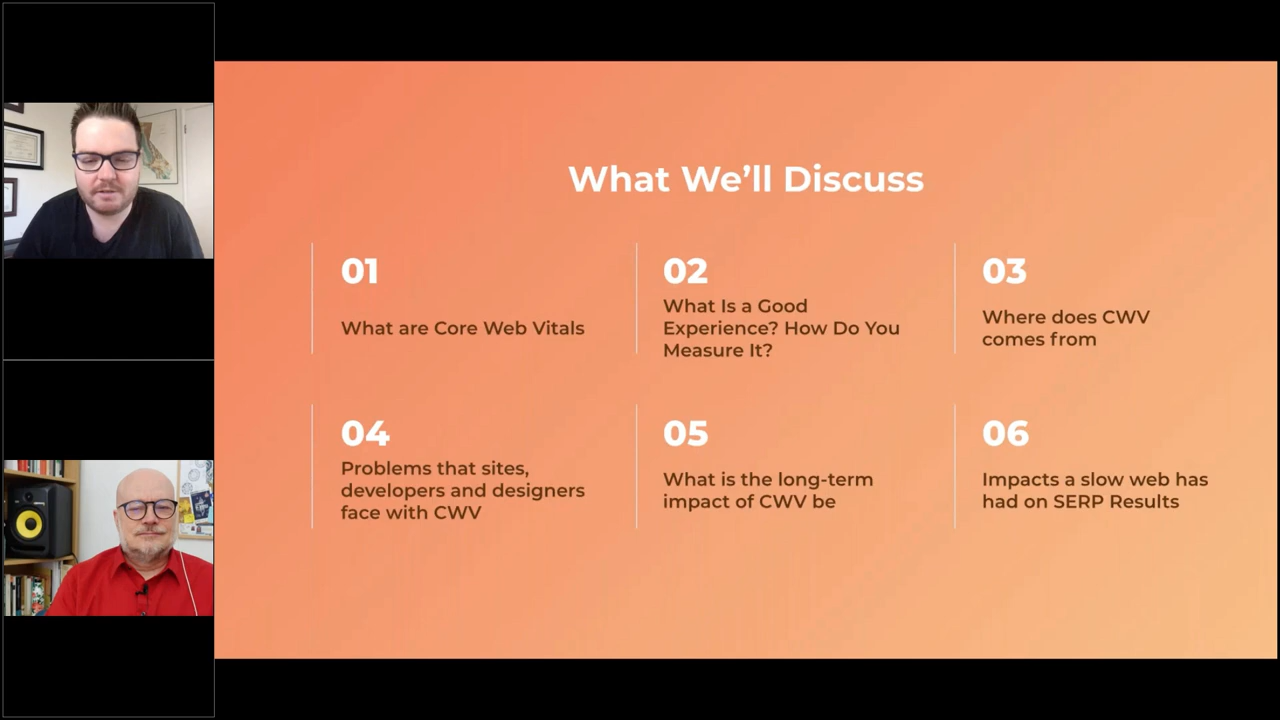 What We’ll Discuss
01
What are Core Web Vitals
02
What Is a Good
Experience? How Do You
Measure It?
03
Where does CWV
comes from
04
Problems that sites,
developers and designers
face with CWV
05
What is the long-term
impact of CWV be
06
Impacts a slow web has
had on SERP Results